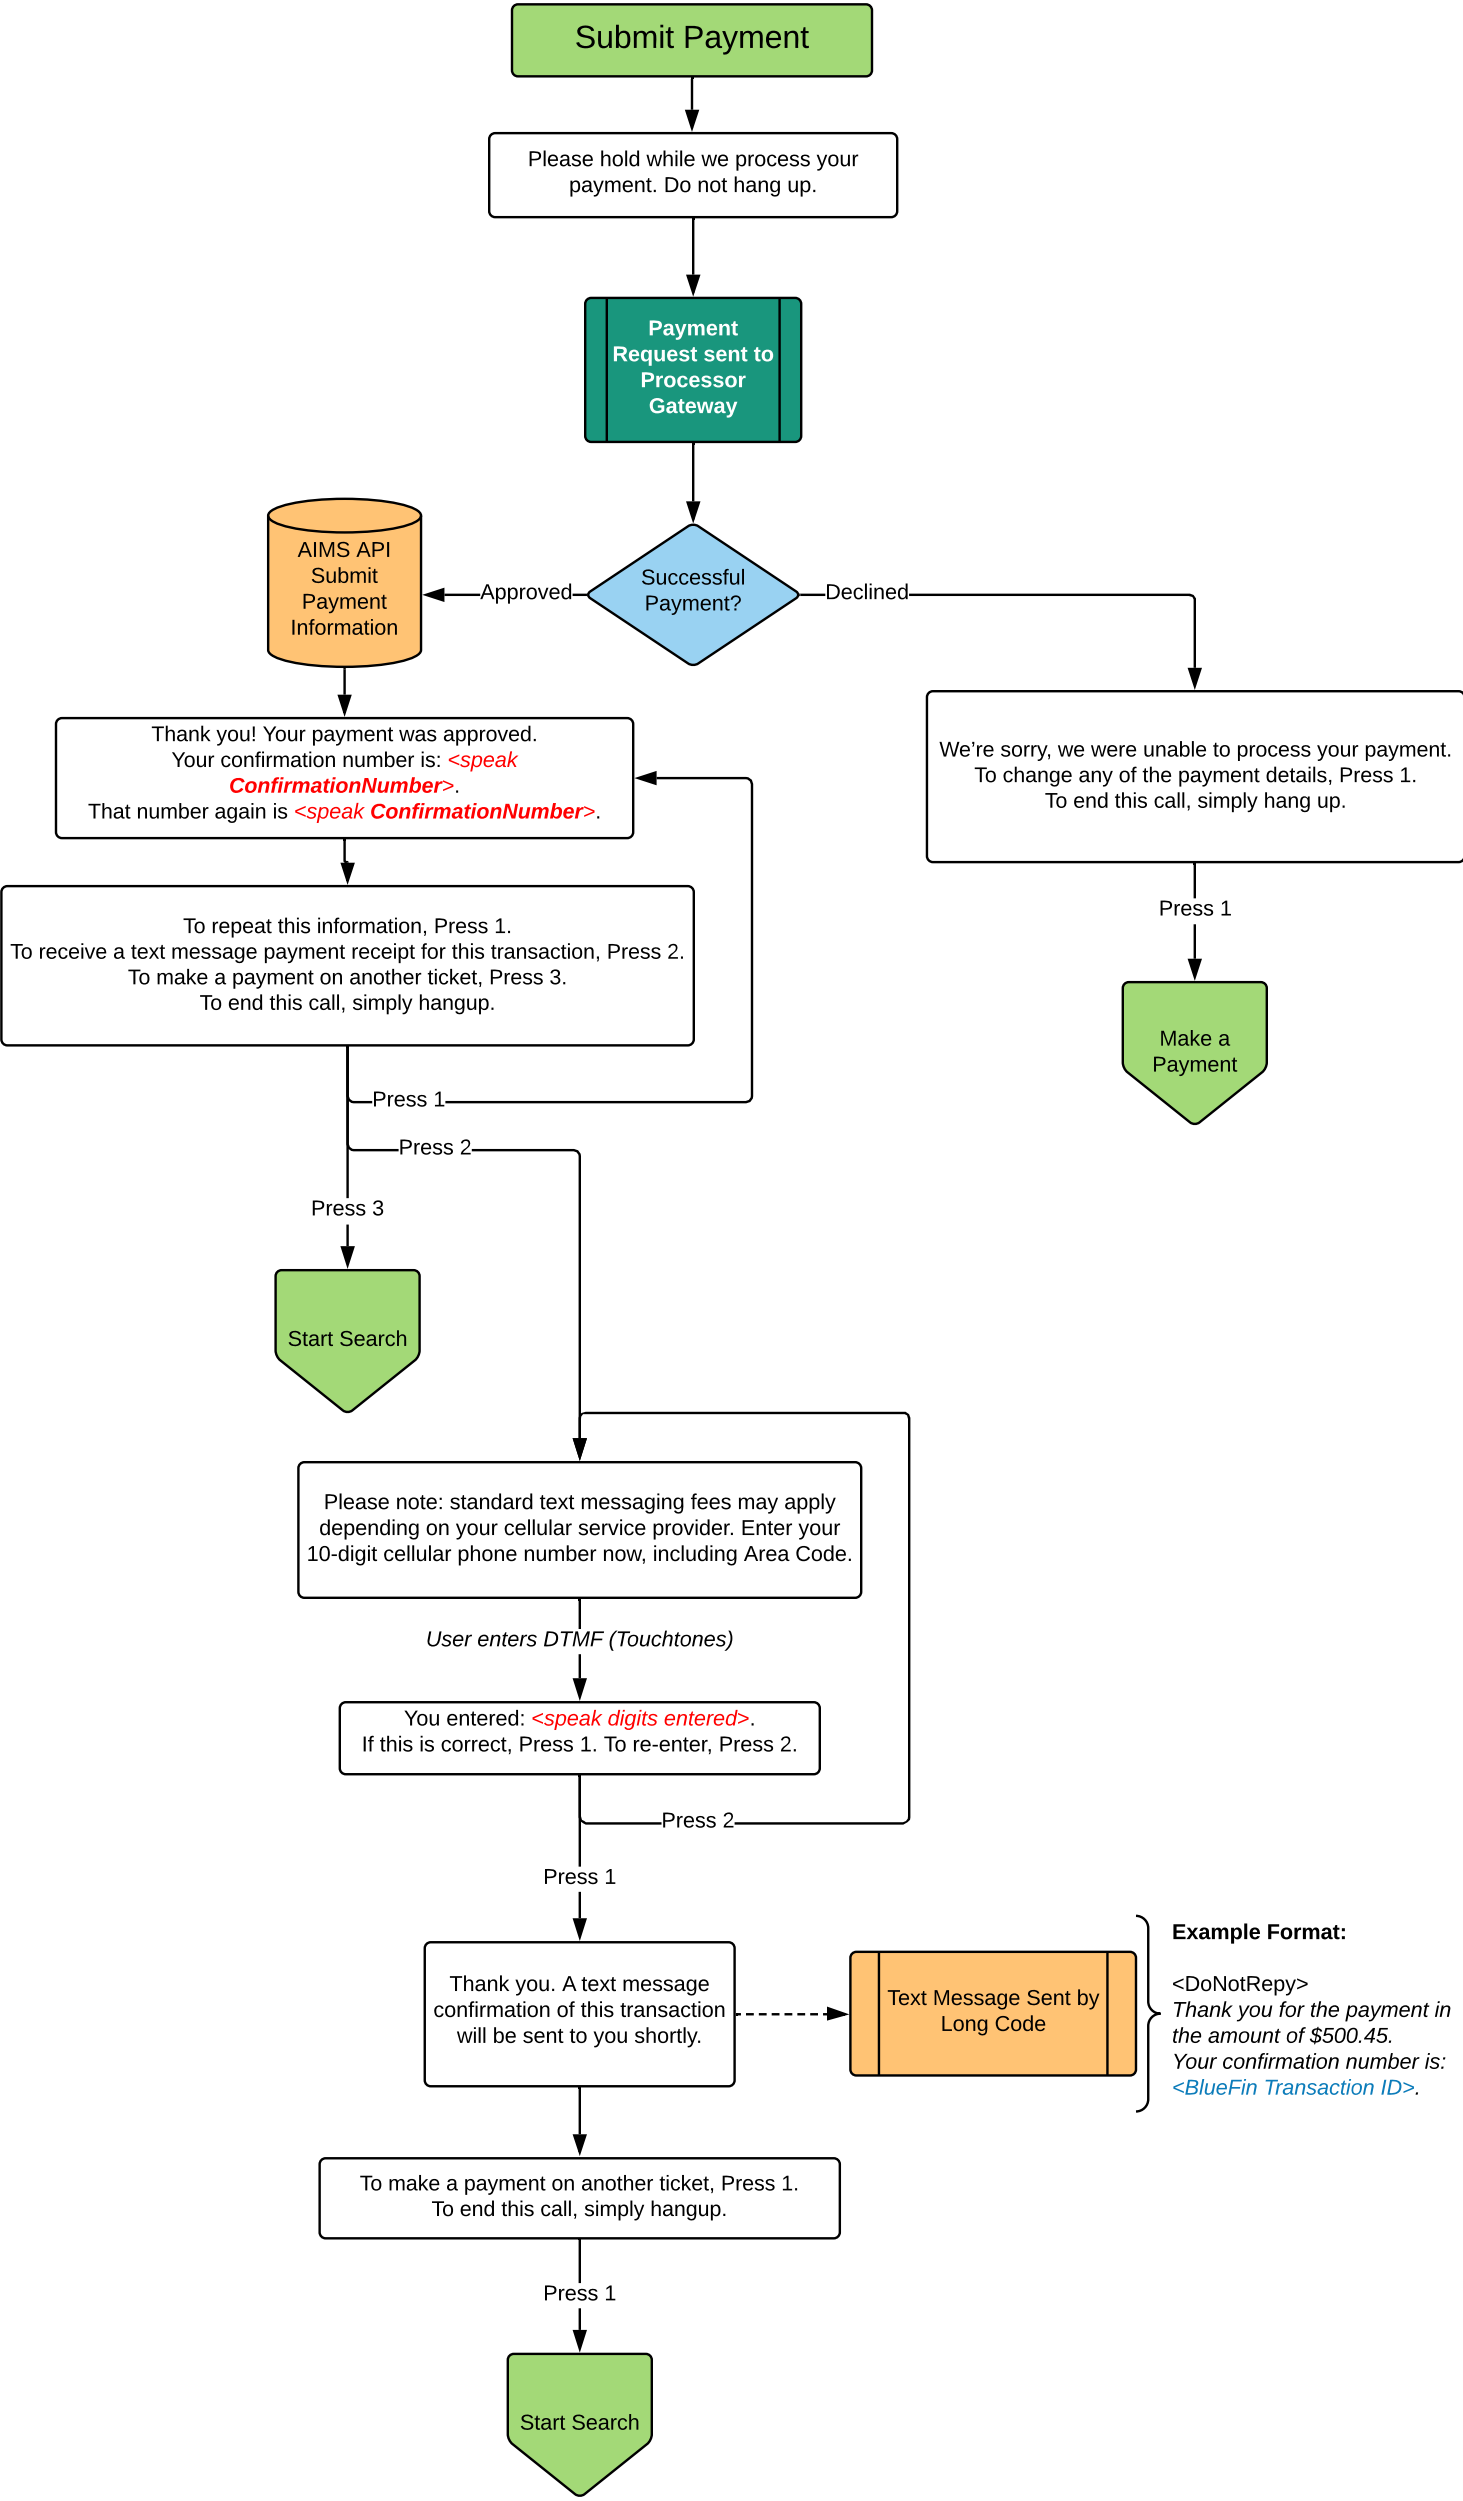 Submit Payment
Please hold while we process your
payment. Do not hang up.
Payment
Request sent to
Processor
Gateway
Successful
Payment?
Approved
Declined
AIMS API
Submit
Payment
Information
Thank you! Your payment was approved.
Your confirmation number is: <speak
ConfirmationNumber>.
That number again is <speak ConfirmationNumber>.
We’re sorry, we were unable to process your payment.
To change any of the payment details, Press 1.
To end this call, simply hang up.
Press 1
Make a
Payment
To repeat this information, Press 1.
To receive a text message payment receipt for this transaction, Press 2.
To make a payment on another ticket, Press 3.
To end this call, simply hangup.
Press 1
Press 2
Press 3
Start Search
Please note: standard text messaging fees may apply
depending on your cellular service provider. Enter your
10-digit cellular phone number now, including Area Code.
User enters DTMF (Touchtones)
You entered: <speak digits entered>.
If this is correct, Press 1. To re-enter, Press 2.
Press 2
Press 1
Thank you. A text message
confirmation of this transaction
will be sent to you shortly.
Text Message Sent by
Long Code
Example Format:
<DoNotRepy>
Thank you for the payment in
the amount of $500.45.
Your confirmation number is:
<BlueFin Transaction ID>.
To make a payment on another ticket, Press 1.
To end this call, simply hangup.
Press 1
Start Search